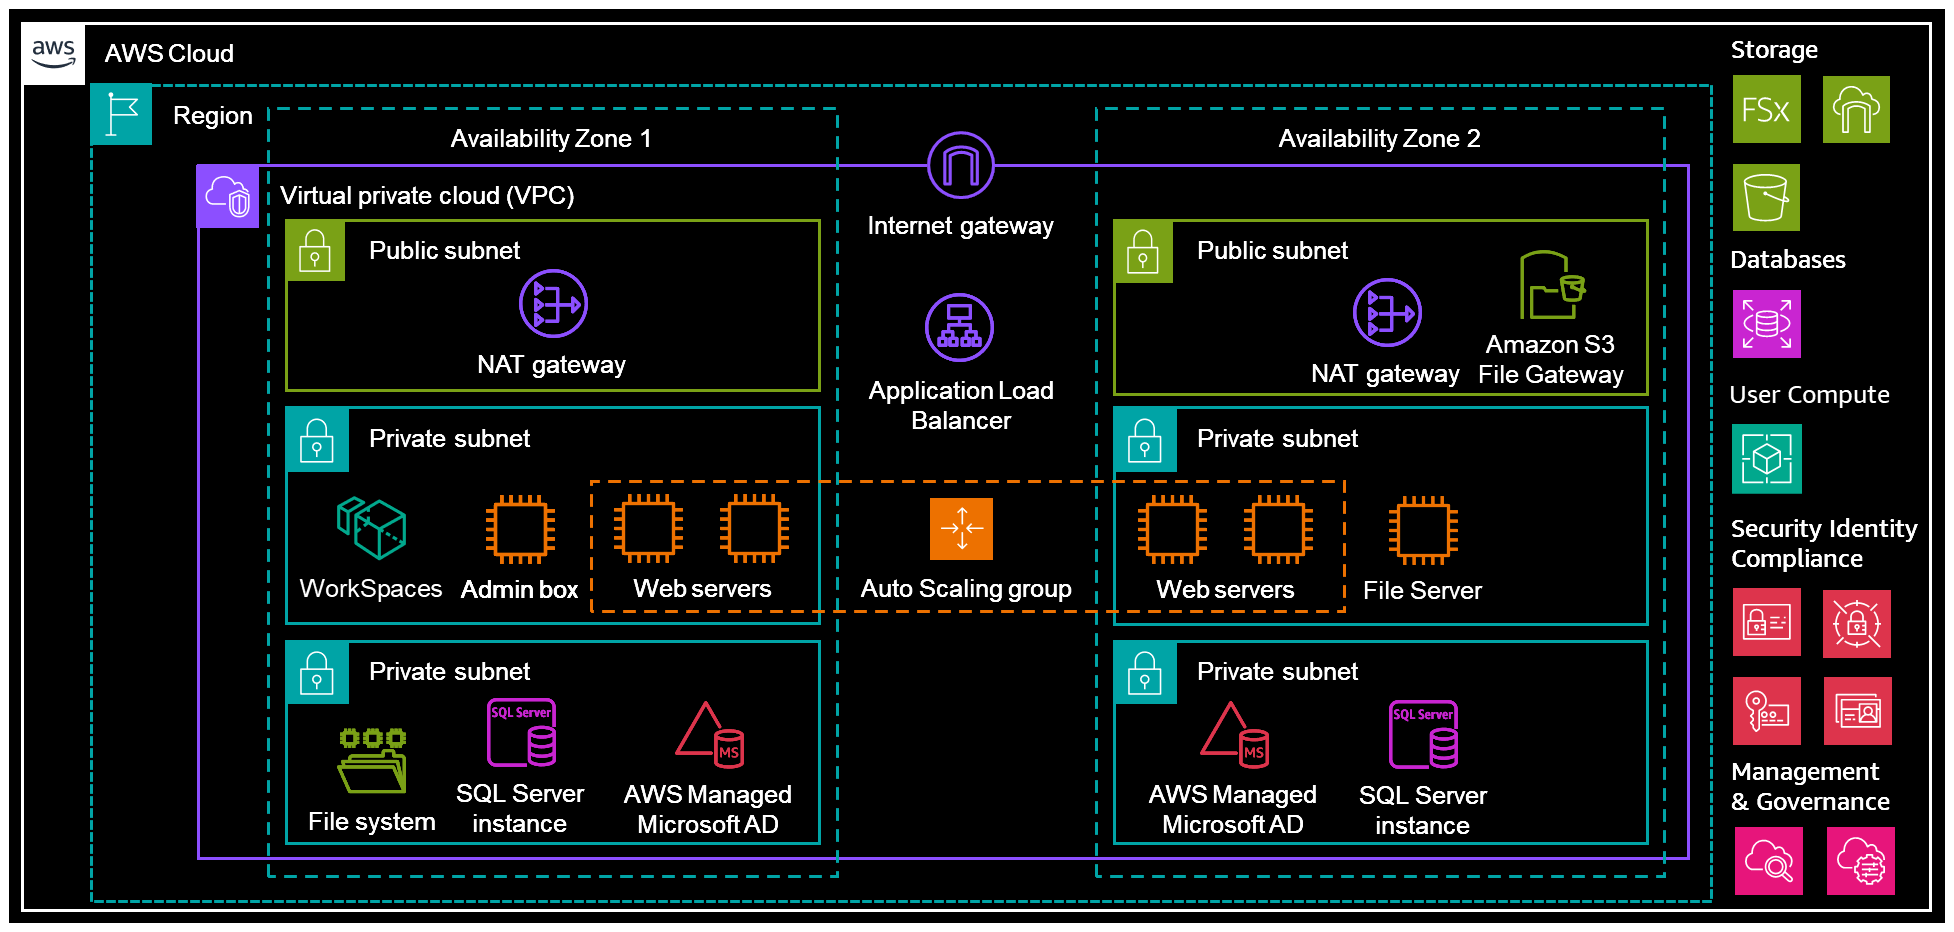 aws
AWS Cloud
Region
Availability Zone 1
Availability Zone 2
Virtual private cloud (VPC)
Internet gateway
Public subnet
NAT gateway
Public subnet
NAT gateway
Amazon S3
File Gateway
Application Load
Balancer
Private subnet
WorkSpaces
Admin box
Web servers
Auto Scaling group
Private subnet
Web servers
File Server
Private subnet
File system
SQL Server
SQL Server
instance
MS
AWS Managed
Microsoft AD
Private subnet
MS
AWS Managed
Microsoft AD
SQL Server
SQL Server
instance
Storage
FSx
Databases
User Compute
Security Identity
Compliance
Management
& Governance